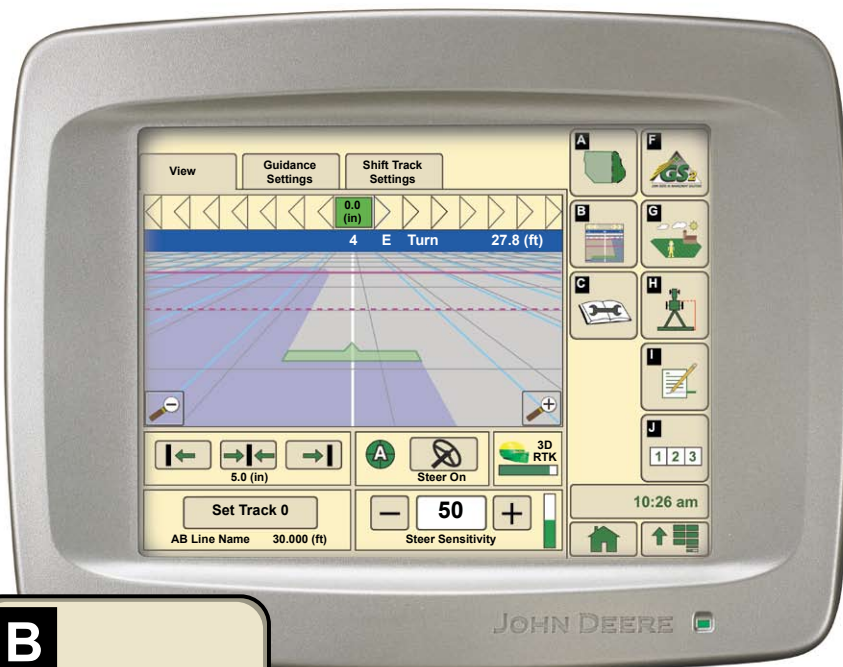 View
Guidance
Settings
Shift Track
Settings
0.0
(in)
4 E Turn 27.8 (ft)
5.0 (in)
A
Steer On
3D
RTK
Set Track 0
AB Line Name 30.000 (ft)
50
Steer Sensitivity
A
F
GS2
B
G
C
H
I
J
1 2 3
10:26 am
JOHN DEERE
B